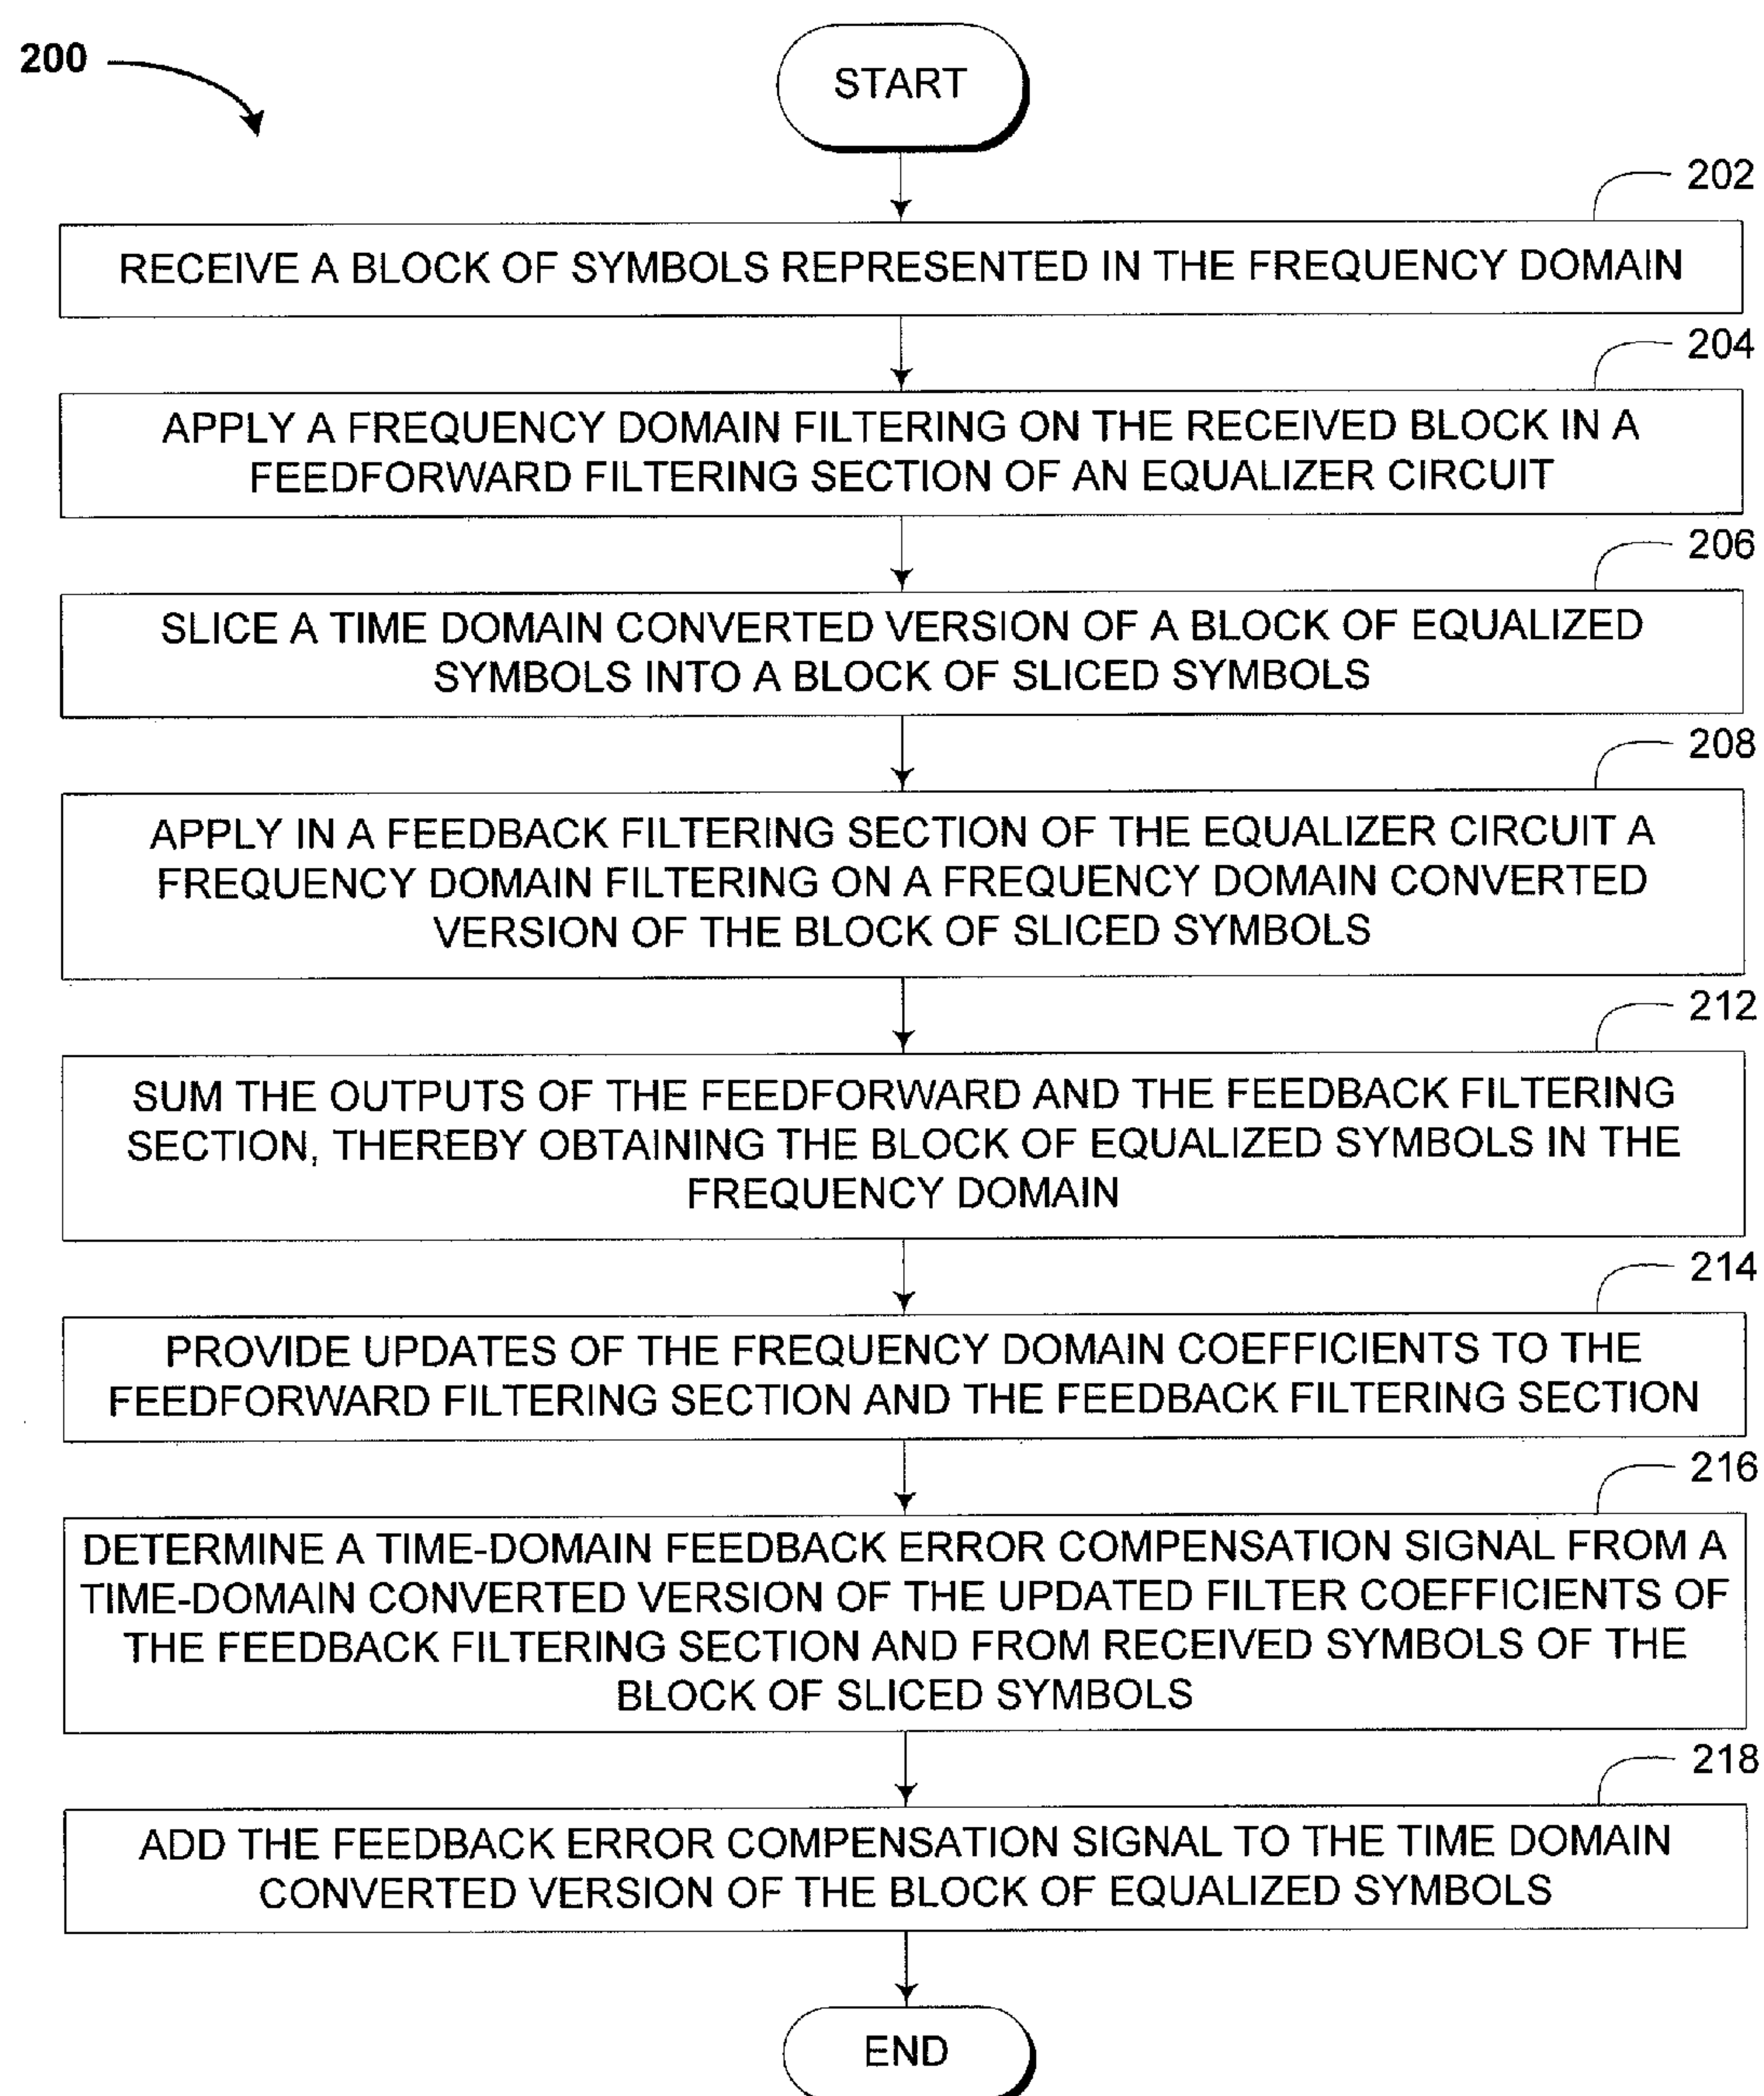 200
START
202
RECEIVE A BLOCK OF SYMBOLS REPRESENTED IN THE FREQUENCY DOMAIN
204
APPLY A FREQUENCY DOMAIN FILTERING ON THE RECEIVED BLOCK IN A
FEEDFORWARD FILTERING SECTION OF AN EQUALIZER CIRCUIT
206
SLICE A TIME DOMAIN CONVERTED VERSION OF A BLOCK OF EQUALIZED
SYMBOLS INTO A BLOCK OF SLICED SYMBOLS
208
APPLY IN A FEEDBACK FILTERING SECTION OF THE EQUALIZER CIRCUIT A
FREQUENCY DOMAIN FILTERING ON A FREQUENCY DOMAIN CONVERTED
VERSION OF THE BLOCK OF SLICED SYMBOLS
212
SUM THE OUTPUTS OF THE FEEDFORWARD AND THE FEEDBACK FILTERING
SECTION, THEREBY OBTAINING THE BLOCK OF EQUALIZED SYMBOLS IN THE
FREQUENCY DOMAIN
214
PROVIDE UPDATES OF THE FREQUENCY DOMAIN COEFFICIENTS TO THE
FEEDFORWARD FILTERING SECTION AND THE FEEDBACK FILTERING SECTION
216
DETERMINE A TIME-DOMAIN FEEDBACK ERROR COMPENSATION SIGNAL FROM A
TIME-DOMAIN CONVERTED VERSION OF THE UPDATED FILTER COEFFICIENTS OF
THE FEEDBACK FILTERING SECTION AND FROM RECEIVED SYMBOLS OF THE
BLOCK OF SLICED SYMBOLS
218
ADD THE FEEDBACK ERROR COMPENSATION SIGNAL TO THE TIME DOMAIN
CONVERTED VERSION OF THE BLOCK OF EQUALIZED SYMBOLS
END